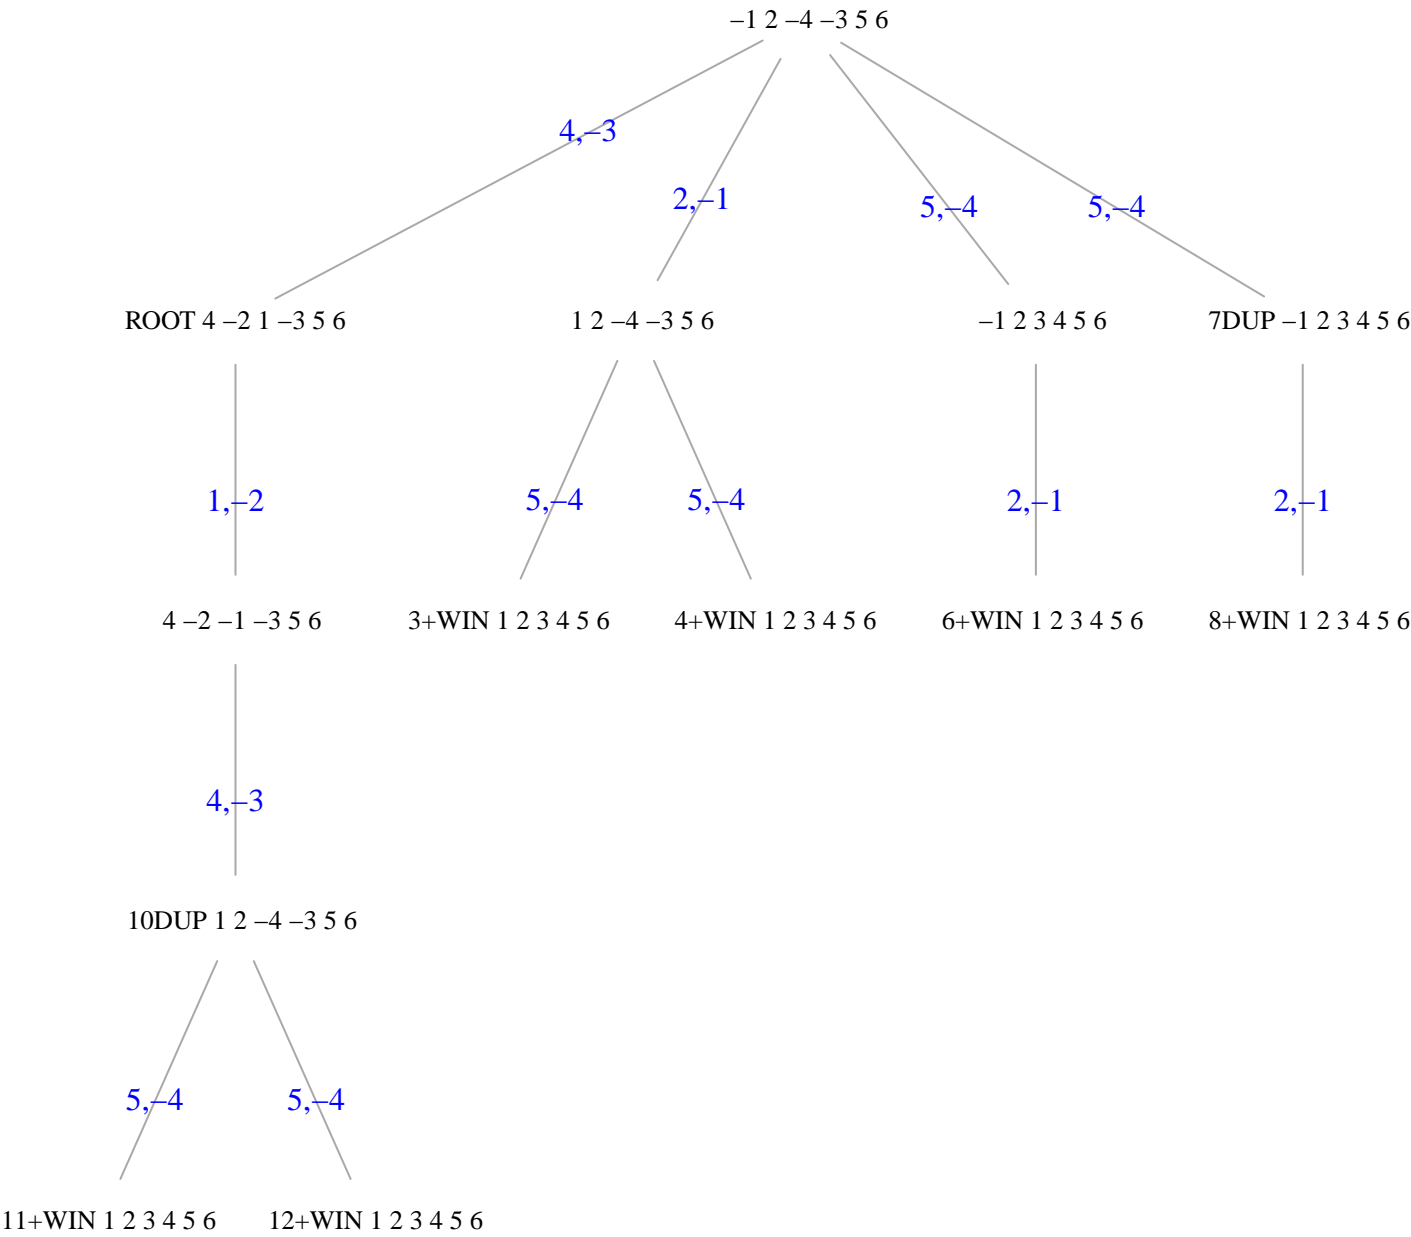 –1 2 –4 –3 5 6
4,–3
2,–1
5,–4
5,–4
ROOT 4 –2 1 –3 5 6
1 2 –4 –3 5 6
–1 2 3 4 5 6
7DUP –1 2 3 4 5 6
1,–2
5,–4
5,–4
2,–1
2,–1
4 –2 –1 –3 5 6
3+WIN 1 2 3 4 5 6
4+WIN 1 2 3 4 5 6
6+WIN 1 2 3 4 5 6
8+WIN 1 2 3 4 5 6
4,–3
10DUP 1 2 –4 –3 5 6
5,–4
5,–4
11+WIN 1 2 3 4 5 6
12+WIN 1 2 3 4 5 6